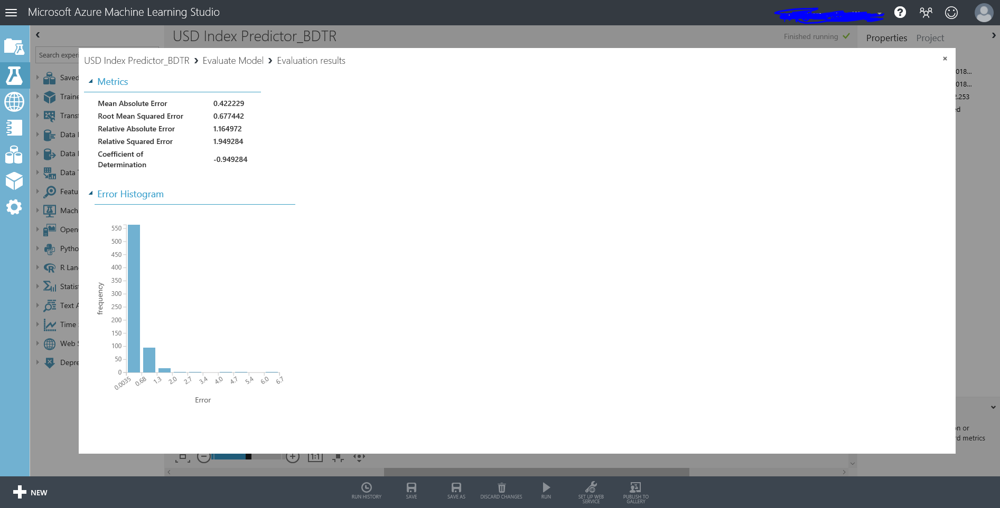 Microsoft Azure Machine Learning Studio
USD Index Predictor_BDTR
Finished running
Properties Project
Search experi
USD Index Predictor_BDTR › Evaluate Model › Evaluation results
Metrics
Mean Absolute Error 0.422229
Root Mean Squared Error 0.677442
Relative Absolute Error 1.164972
Relative Squared Error 1.949284
Coefficient of
Determination -0.949284
Error Histogram
frequency
550
500
450
400
350
300
250
200
150
100
50
0
0.0035 0.68 1.3 2.0 2.7 3.4 4.0 4.7 5.4 6.0 6.7
Error
Saved
Traine
Transf
Data
Data
Data
Featu
Mach
Open
Pytho
R Lan
Statis
Text A
Time
Web S
Depre
018...
018...
2.253
ed
on or
rd metrics
1:1
NEW
RUN HISTORY
SAVE
SAVE AS
DISCARD CHANGES
RUN
SET UP WEB
SERVICE
PUBLISH TO
GALLERY